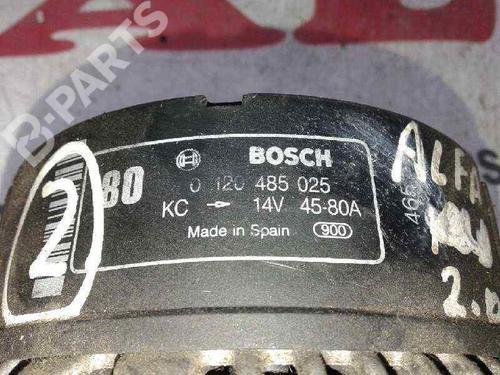 B-PARTS
80
BOSCH
0 120 485 025
KC → 14V 45-80A
Made in Spain 900
2
ALFA
2.0